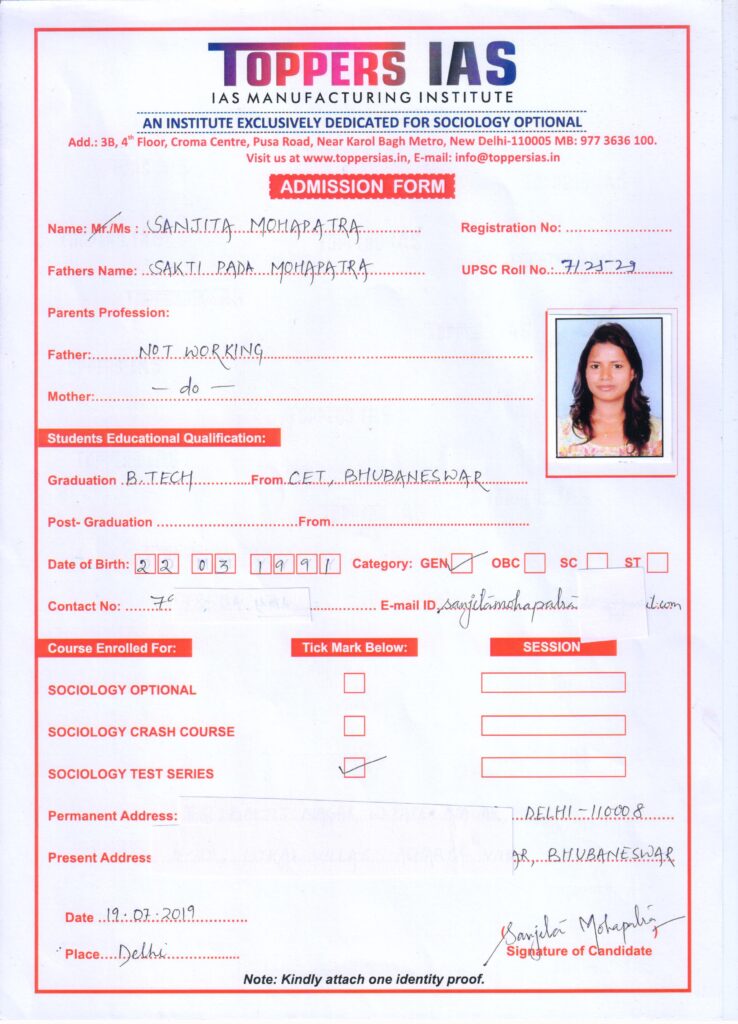 TOPPERS IAS
IAS MANUFACTURING INSTITUTE
AN INSTITUTE EXCLUSIVELY DEDICATED FOR SOCIOLOGY OPTIONAL
Add.: 3B, 4th Floor, Croma Centre, Pusa Road, Near Karol Bagh Metro, New Delhi-110005 MB: 977 3636 100.
Visit us at www.toppersias.in, E-mail: info@toppersias.in
ADMISSION FORM
Name: Mr./Ms : SANJITA MOHAPATRA Registration No:
Fathers Name: SAKTI PADA MOHAPATRA UPSC Roll No.:
Parents Profession:
Father: NOT WORKING
Mother: — do —
Students Educational Qualification:
Graduation B.TECH From CET, BHUBANESWAR
Post- Graduation From
Date of Birth: 22 03 1991 Category: GEN ✓ OBC SC ST
Contact No: E-mail ID sanjitamohapatra il.com
Course Enrolled For: Tick Mark Below: SESSION
SOCIOLOGY OPTIONAL
SOCIOLOGY CRASH COURSE
SOCIOLOGY TEST SERIES ✓
Permanent Address: DELHI-110008
Present Address AR, BHUBANESWAR
Date 19.07.2019
Sanjita Mohapatra
Place Delhi Signature of Candidate
Note: Kindly attach one identity proof.